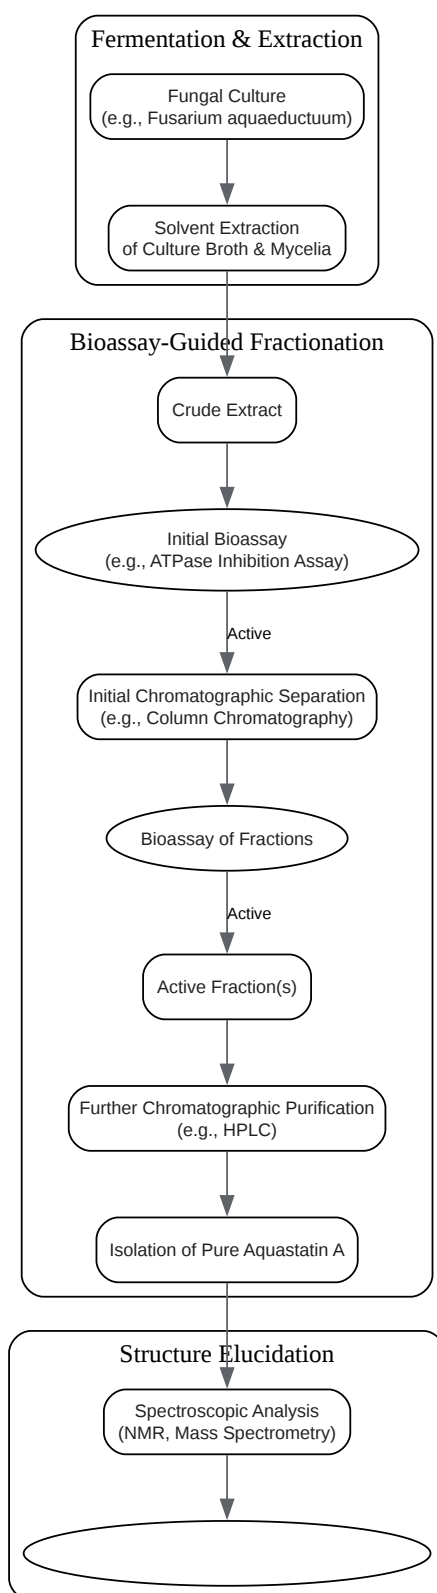 Fermentation & Extraction
Fungal Culture
(e.g., Fusarium aquaeductuum)
Solvent Extraction
of Culture Broth & Mycelia
Bioassay-Guided Fractionation
Crude Extract
Initial Bioassay
(e.g., ATPase Inhibition Assay)
Active
Initial Chromatographic Separation
(e.g., Column Chromatography)
Bioassay of Fractions
Active
Active Fraction(s)
Further Chromatographic Purification
(e.g., HPLC)
Isolation of Pure Aquastatin A
Structure Elucidation
Spectroscopic Analysis
(NMR, Mass Spectrometry)